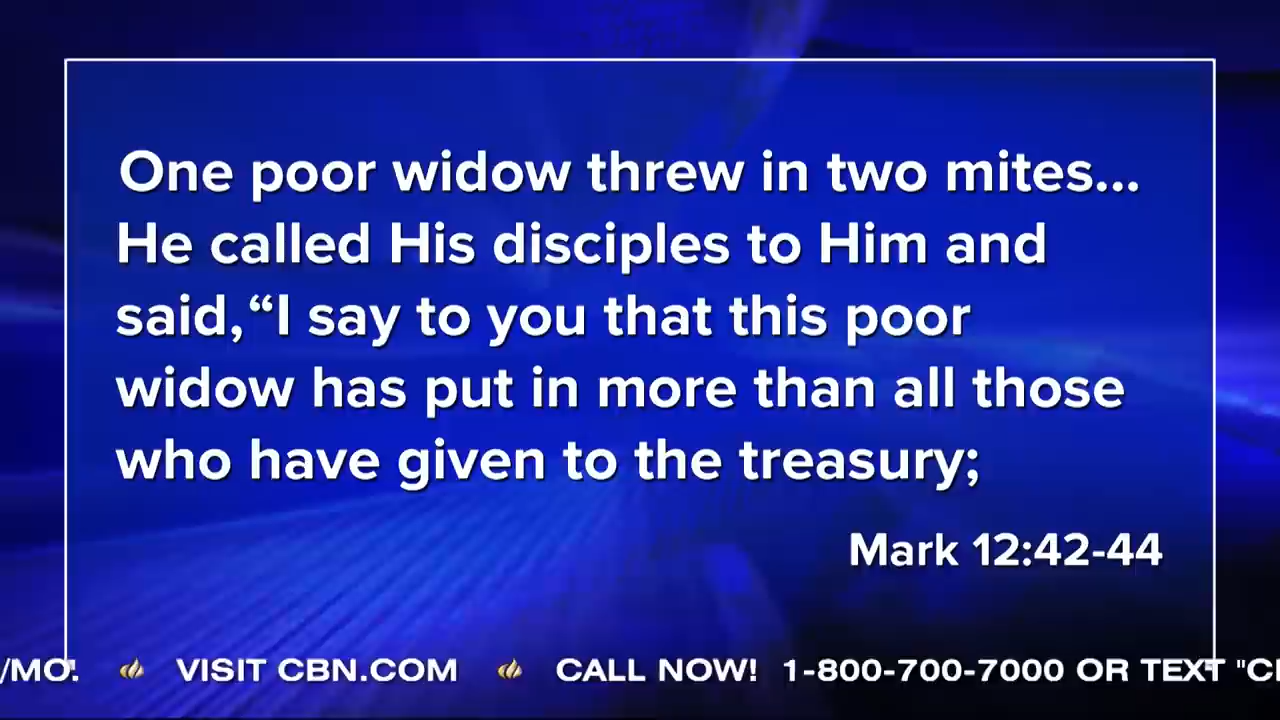 One poor widow threw in two mites...
He called His disciples to Him and
said, “I say to you that this poor
widow has put in more than all those
who have given to the treasury;
Mark 12:42-44
/MO! VISIT CBN.COM CALL NOW! 1-800-700-7000 OR TEXT "C